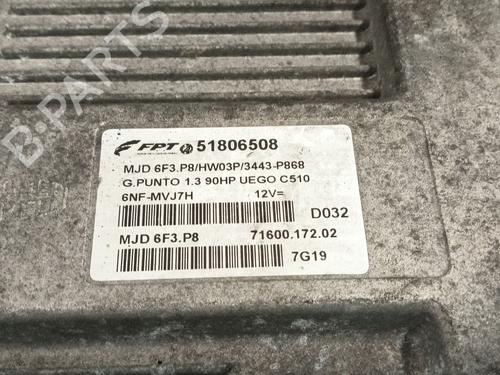 B-PARTS
FPT 51806508
MJD 6F3.P8/HW03P/3443-P868
G.PUNTO 1.3 90HP UEGO C510
6NF-MVJ7H 12V=
D032
MJD 6F3.P8 71600.172.02
7G19